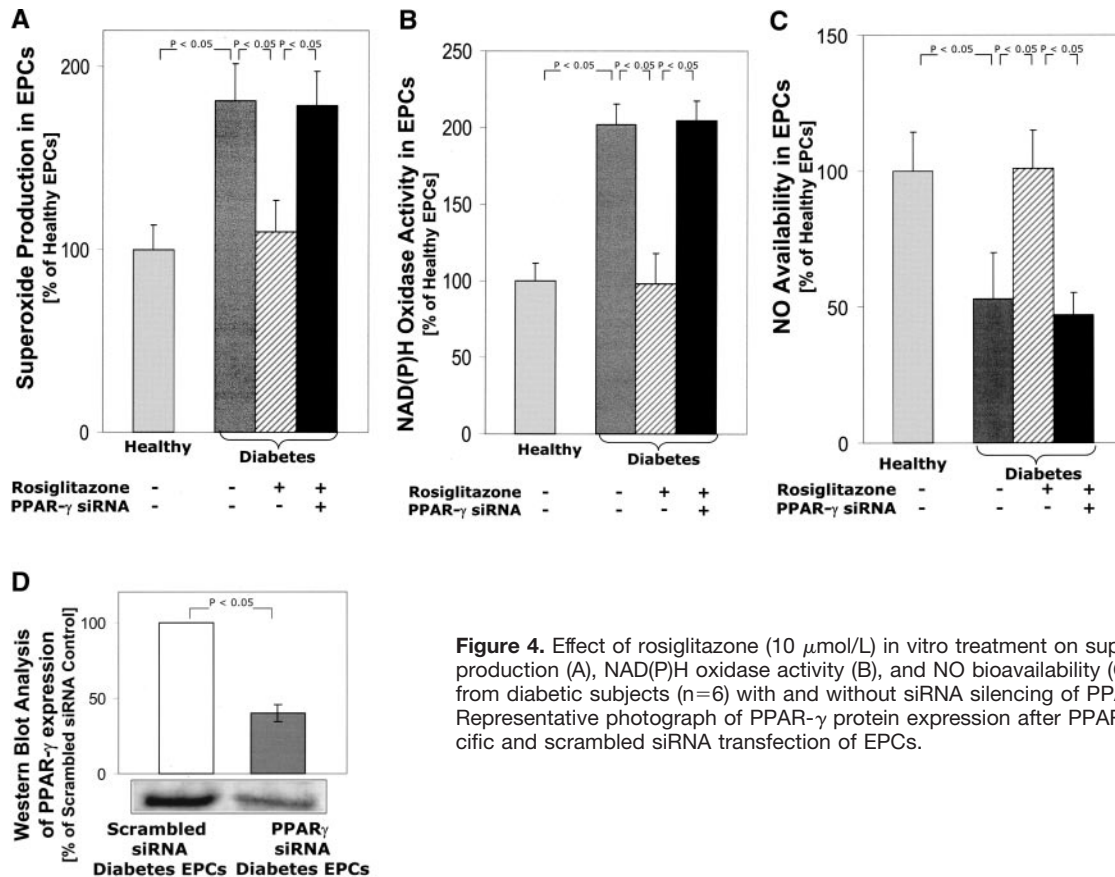 A
Superoxide Production in EPCs
[% of Healthy EPCs]
200
100
0
P < 0.05
P < 0.05
P < 0.05
Healthy
Diabetes
Rosiglitazone - - + +
PPAR-γ siRNA - - - +
B
NAD(P)H Oxidase Activity in EPCs
[% of Healthy EPCs]
250
200
150
100
50
0
P < 0.05
P < 0.05
P < 0.05
Healthy
Diabetes
Rosiglitazone - - + +
PPAR-γ siRNA - - - +
C
NO Availability in EPCs
[% of Healthy EPCs]
150
100
50
0
P < 0.05
P < 0.05
P < 0.05
Healthy
Diabetes
Rosiglitazone - - + +
PPAR-γ siRNA - - - +
D
Western Blot Analysis
of PPAR-γ expression
[% of Scrambled siRNA Control]
100
50
0
P < 0.05
Scrambled
siRNA
Diabetes EPCs
PPARγ
siRNA
Diabetes EPCs
Figure 4. Effect of rosiglitazone (10 μmol/L) in vitro treatment on sup
production (A), NAD(P)H oxidase activity (B), and NO bioavailability (
from diabetic subjects (n=6) with and without siRNA silencing of PP
Representative photograph of PPAR-γ protein expression after PPAR
cific and scrambled siRNA transfection of EPCs.